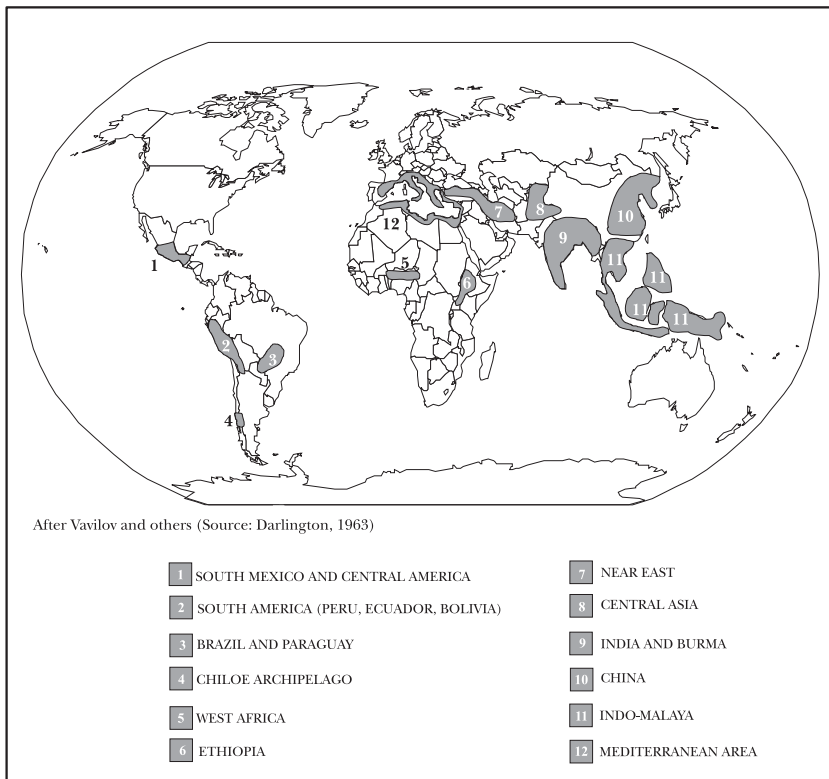 1
2
3
4
5
6
7
8
9
10
11
11
11
11
12
After Vavilov and others (Source: Darlington, 1963)
1 SOUTH MEXICO AND CENTRAL AMERICA
2 SOUTH AMERICA (PERU, ECUADOR, BOLIVIA)
3 BRAZIL AND PARAGUAY
4 CHILOE ARCHIPELAGO
5 WEST AFRICA
6 ETHIOPIA
7 NEAR EAST
8 CENTRAL ASIA
9 INDIA AND BURMA
10 CHINA
11 INDO-MALAYA
12 MEDITERRANEAN AREA